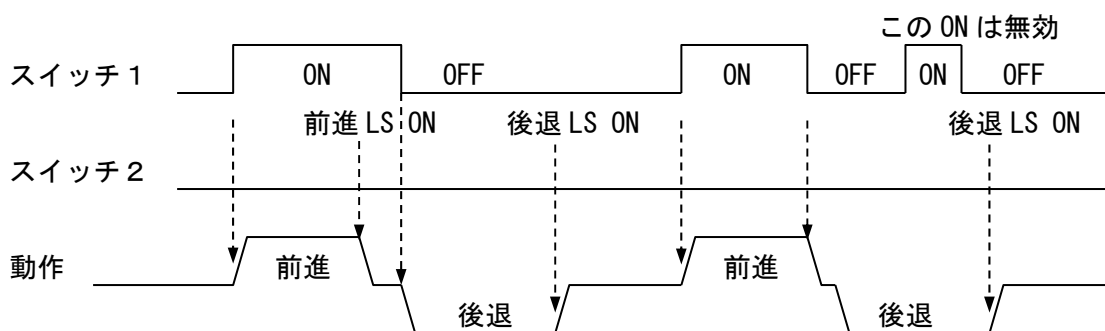 この ON は無効
スイッチ1 ON OFF ON OFF ON OFF
前進 LS ON 後退 LS ON 後退 LS ON
スイッチ2
動作 前進 前進
後退 後退